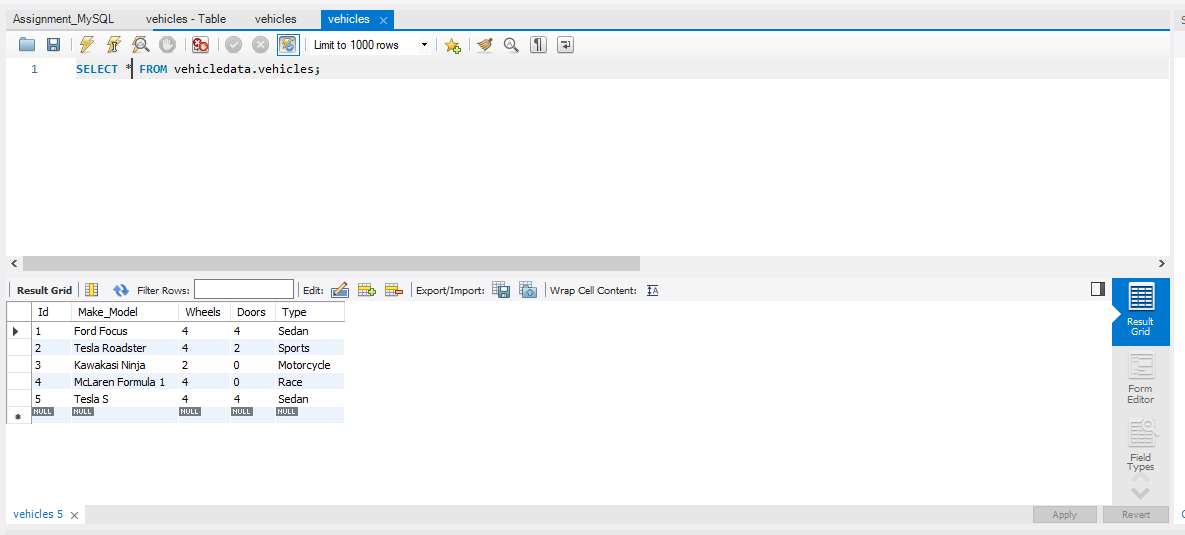 Assignment_MySQL vehicles - Table vehicles vehicles
Limit to 1000 rows
1 SELECT * FROM vehicledata.vehicles;
Result Grid Filter Rows: Edit: Export/Import: Wrap Cell Content:
Id Make_Model Wheels Doors Type
1 Ford Focus 4 4 Sedan
2 Tesla Roadster 4 2 Sports
3 Kawakasi Ninja 2 0 Motorcycle
4 McLaren Formula 1 4 0 Race
5 Tesla S 4 4 Sedan
NULL NULL NULL NULL NULL
Result
Grid
Form
Editor
Field
Types
vehicles 5
Apply Revert